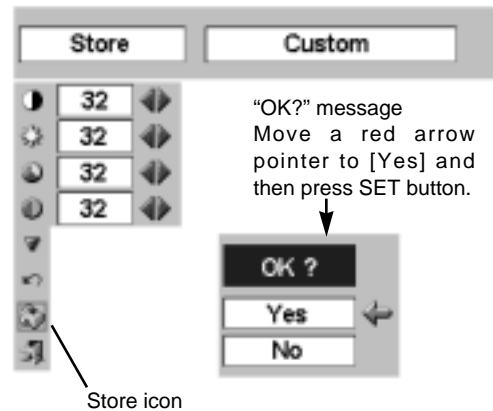 Store Custom
32
32
32
32
“OK?” message
Move a red arrow
pointer to [Yes] and
then press SET button.
OK ?
Yes
No
Store icon